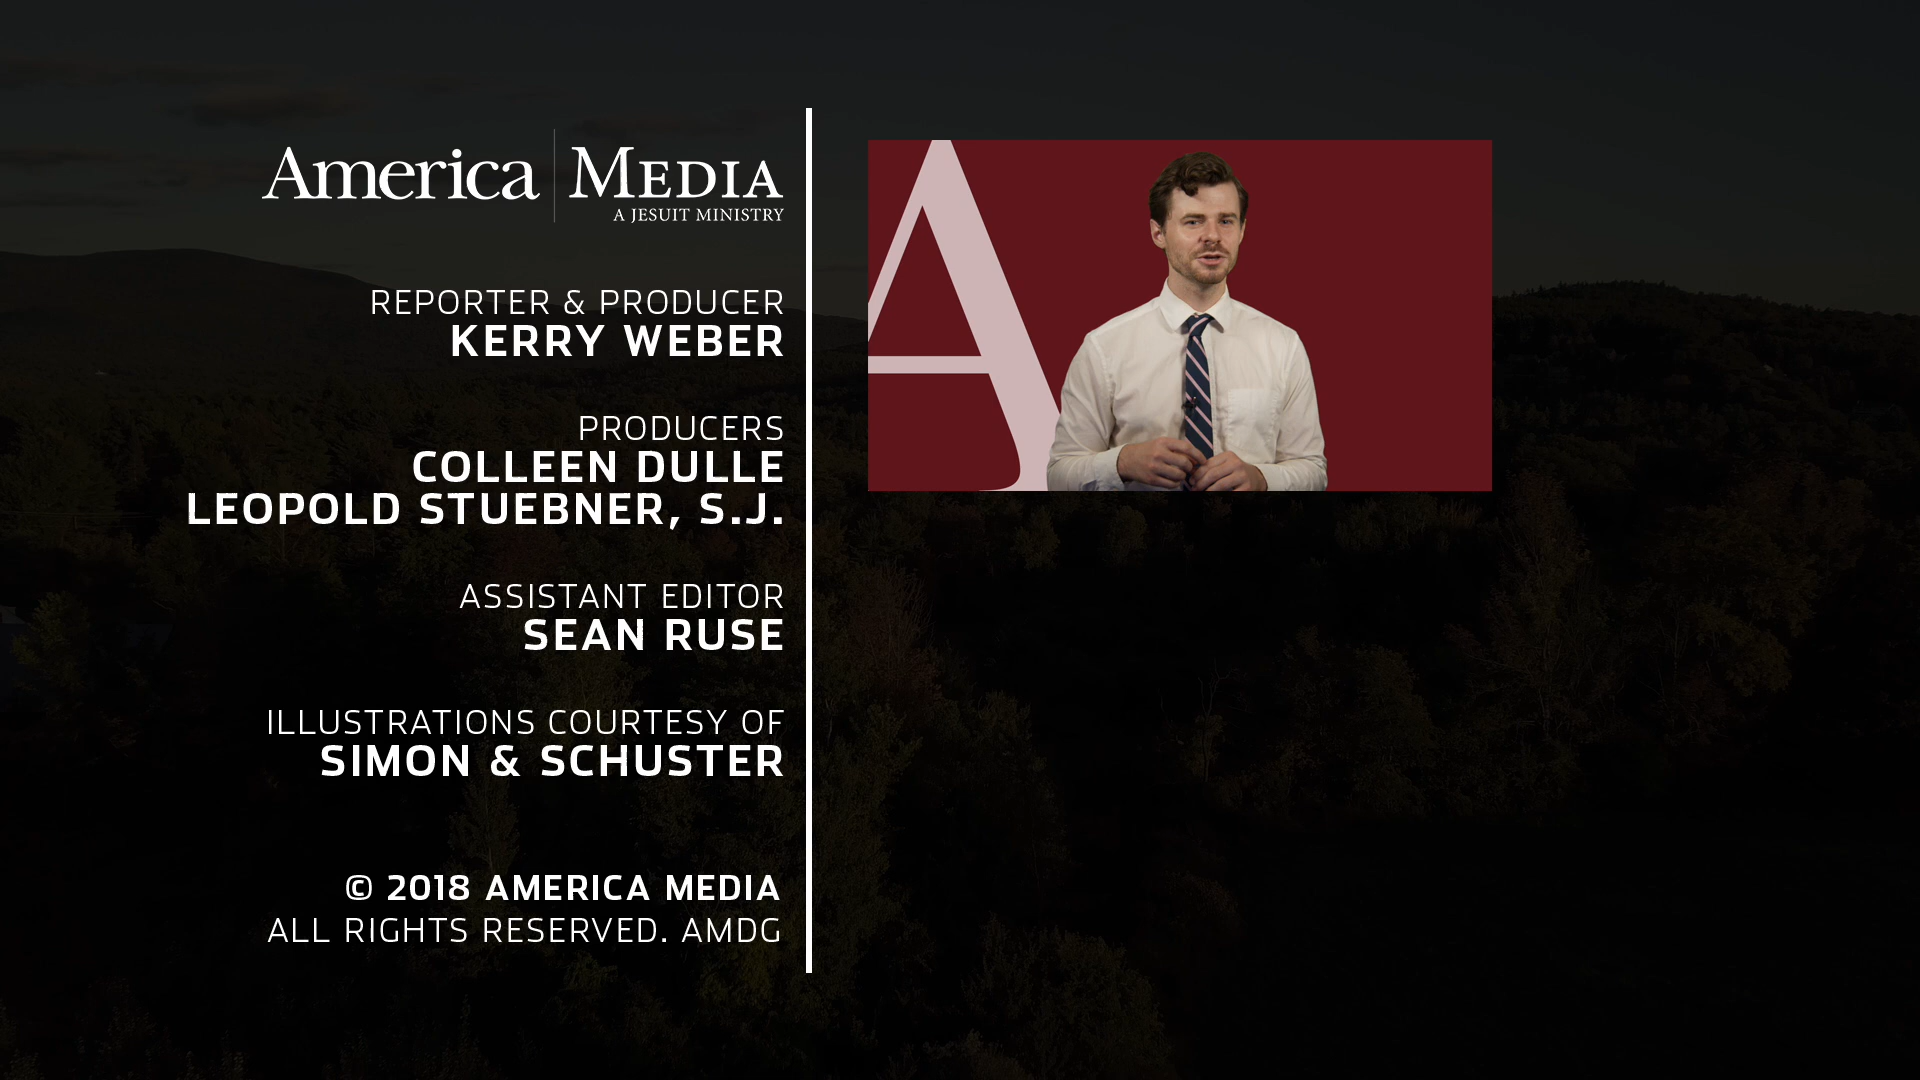 America | MEDIA
A JESUIT MINISTRY
REPORTER & PRODUCER
KERRY WEBER
PRODUCERS
COLLEEN DULLE
LEOPOLD STUEBNER, S.J.
ASSISTANT EDITOR
SEAN RUSE
ILLUSTRATIONS COURTESY OF
SIMON & SCHUSTER
© 2018 AMERICA MEDIA
ALL RIGHTS RESERVED. AMDG
A